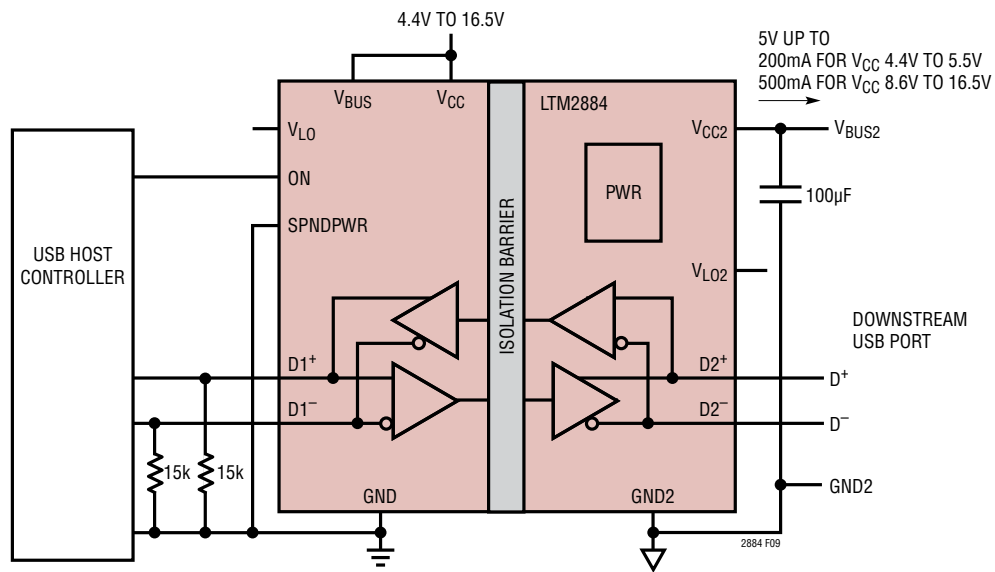 4.4V TO 16.5V
5V UP TO
200mA FOR VCC 4.4V TO 5.5V
500mA FOR VCC 8.6V TO 16.5V
VBUS
VCC
LTM2884
VLO
VCC2
VBUS2
ON
PWR
100µF
SPNDPWR
USB HOST
CONTROLLER
ISOLATION BARRIER
VLO2
DOWNSTREAM
USB PORT
D1+
D2+
D+
D1−
D2−
D−
15k
15k
GND
GND2
GND2
2884 F09